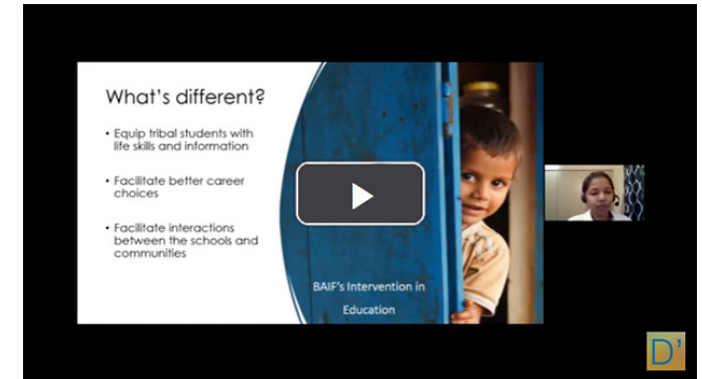 What's different?
• Equip tribal students with
life skills and information
• Facilitate better career
choices
• Facilitate interactions
between the schools and
communities
BAIF's Intervention in
Education
D'